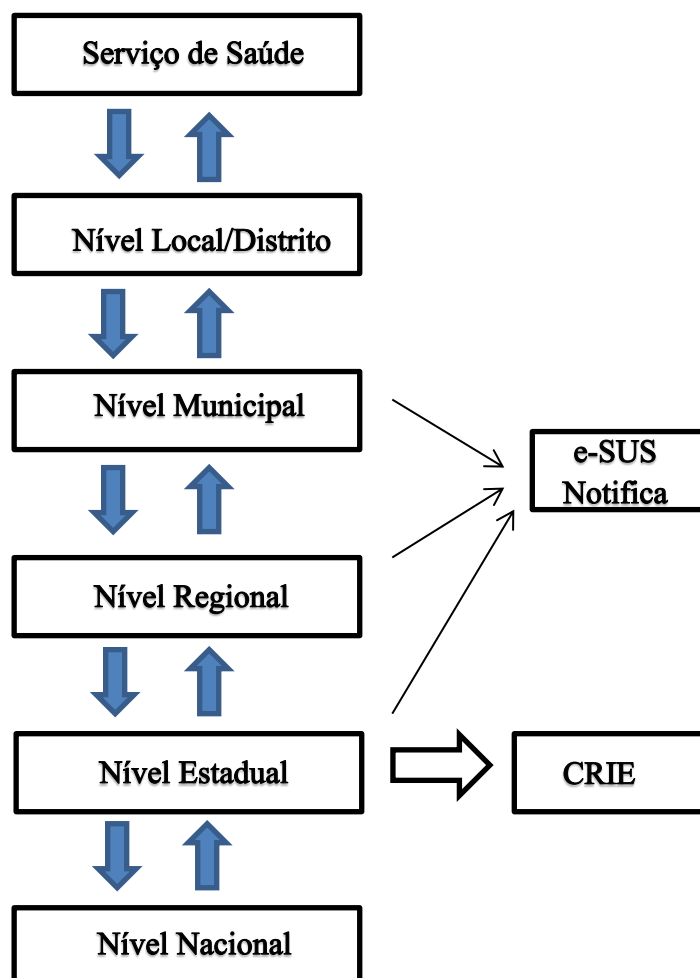 Serviço de Saúde
Nível Local/Distrito
Nível Municipal
e-SUS
Notifica
Nível Regional
Nível Estadual
CRIE
Nível Nacional